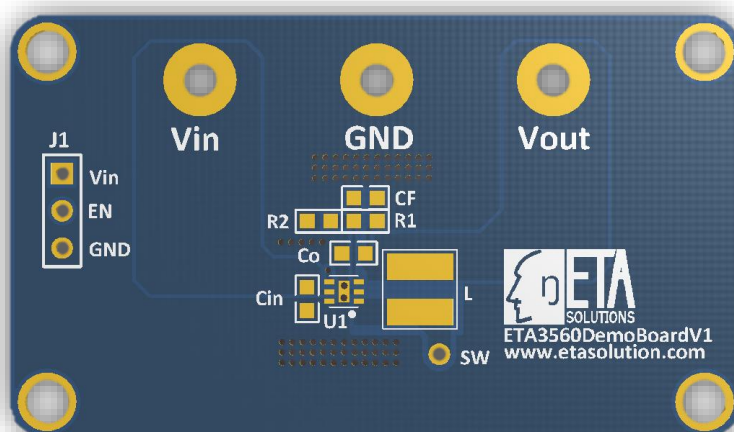 Vin
GND
Vout
J1
Vin
EN
GND
CF
R2
R1
Co
Cin
U1
L
SW
ηETA
SOLUTIONS
ETA3560DemoBoardV1
www.etasolution.com